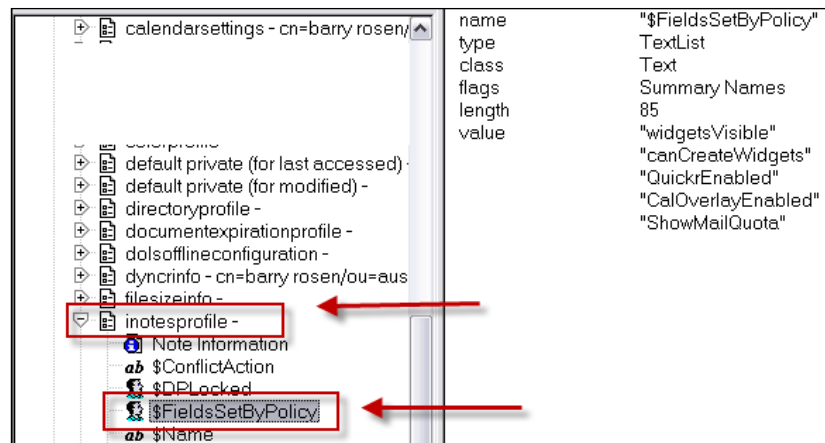 calendarsettings - cn=barry rosen/
default private (for last accessed) -
default private (for modified) -
directoryprofile -
documentexpirationprofile -
dolsofflineconfiguration -
dyncrinfo - cn=barry rosen/ou=aus
filesizeinfo -
inotesprofile -
Note Information
ab $ConflictAction
$DPLocked
$FieldsSetByPolicy
ab $Name
name "$FieldsSetByPolicy"
type TextList
class Text
flags Summary Names
length 85
value "widgetsVisible"
"canCreateWidgets"
"QuickrEnabled"
"CalOverlayEnabled"
"ShowMailQuota"